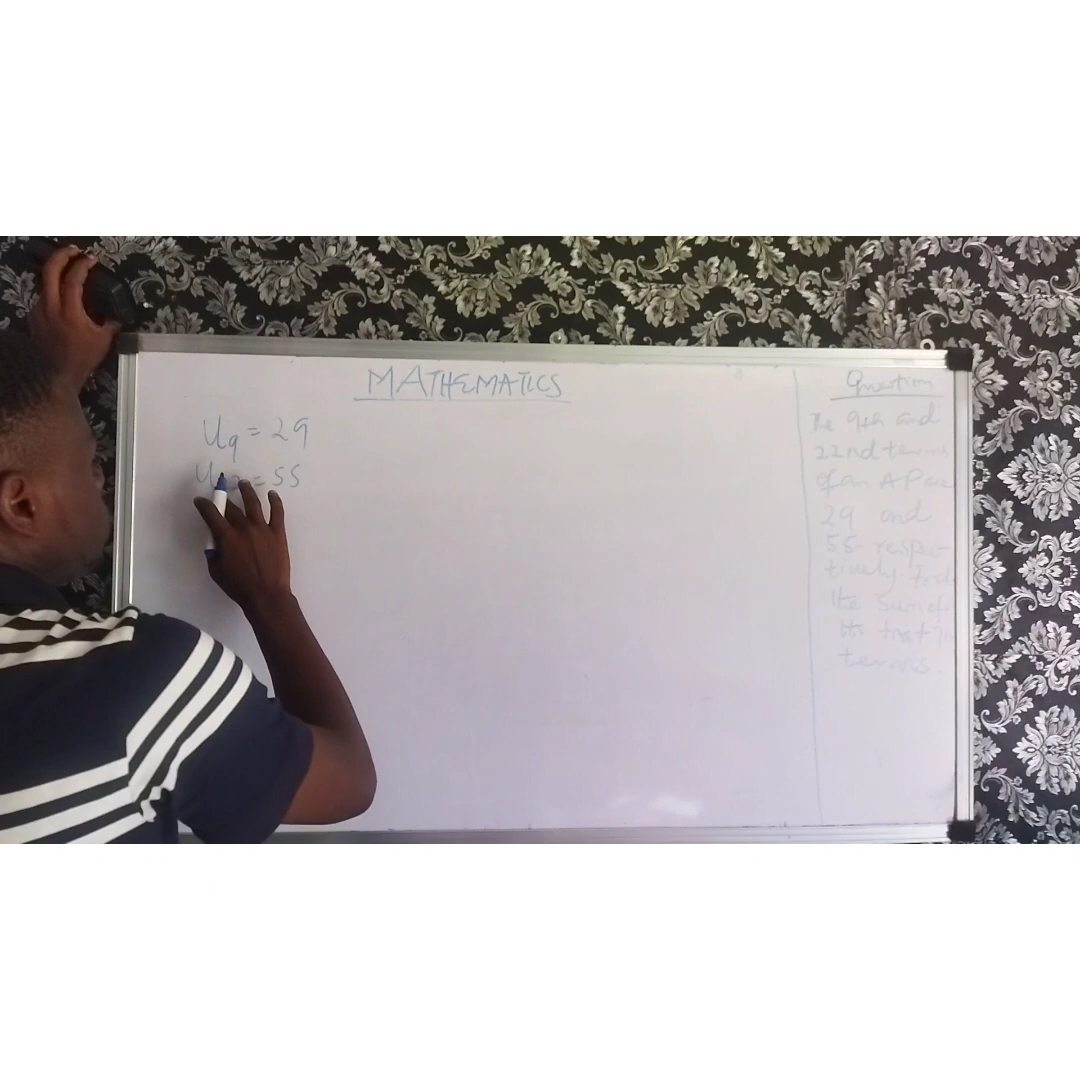 MATHEMATICS
U9 = 29
= 55
Question
The 9th and
22nd terms
of an AP are
29 and
55 respec-
tively. Find
the sum of
its first
terms